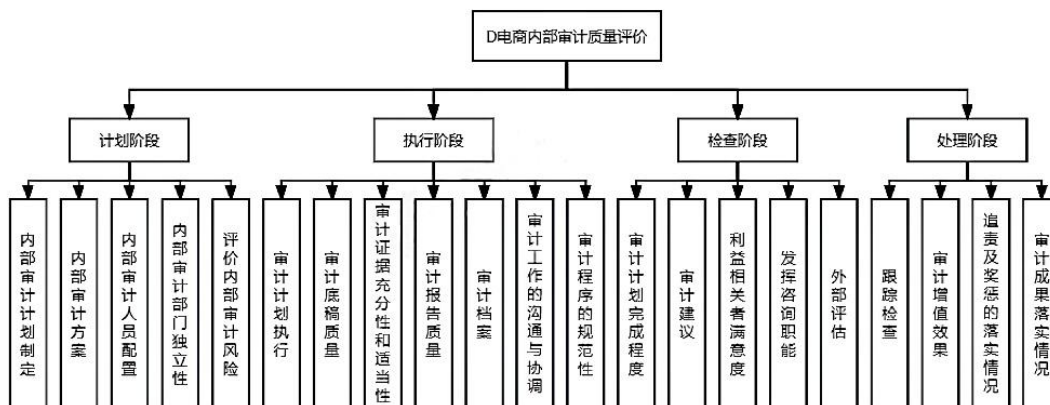 D电商内部审计质量评价
计划阶段
执行阶段
检查阶段
处理阶段
内部审计计划制定
内部审计方案
内部审计人员配置
内部审计部门独立性
评价内部审计风险
审计计划执行
审计底稿质量
审计证据充分性和适当性
审计报告质量
审计档案
审计工作的沟通与协调
审计程序的规范性
审计计划完成程度
审计建议
利益相关者满意度
发挥咨询职能
外部评估
跟踪检查
审计增值效果
追责及奖惩的落实情况
审计成果落实情况